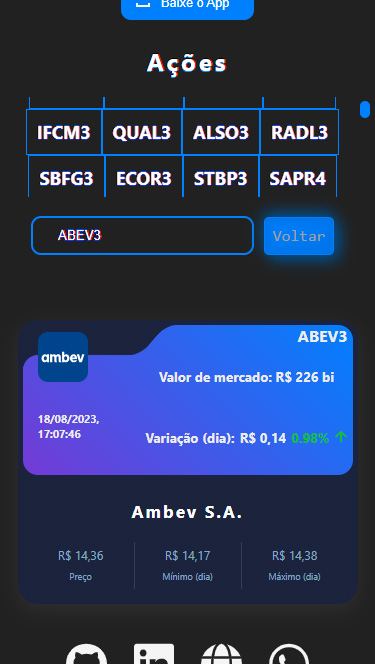 Baixe o App
Ações
IFCM3 QUAL3 ALSO3 RADL3
SBFG3 ECOR3 STBP3 SAPR4
ABEV3 Voltar
ambev
ABEV3
Valor de mercado: R$ 226 bi
18/08/2023,
17:07:46
Variação (dia): R$ 0,14 0.98%
Ambev S.A.
R$ 14,36 R$ 14,17 R$ 14,38
Preço Mínimo (dia) Máximo (dia)
in